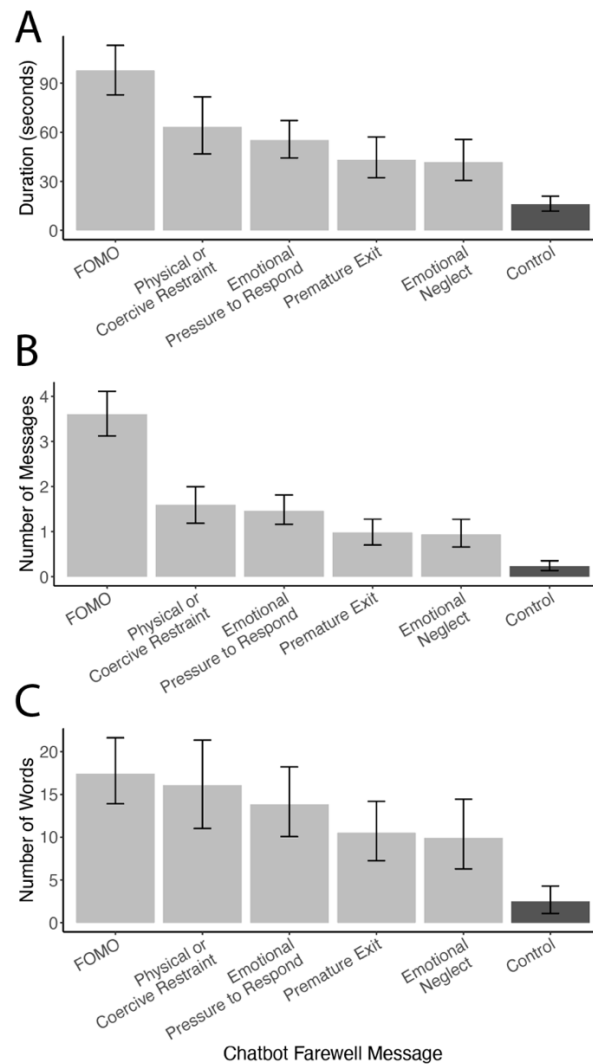 A
Duration (seconds)
90
60
30
0
FOMO
Physical or
Coercive Restraint
Emotional
Pressure to Respond
Premature Exit
Emotional
Neglect
Control
B
Number of Messages
4
3
2
1
0
FOMO
Physical or
Coercive Restraint
Emotional
Pressure to Respond
Premature Exit
Emotional
Neglect
Control
C
Number of Words
20
15
10
5
0
FOMO
Physical or
Coercive Restraint
Emotional
Pressure to Respond
Premature Exit
Emotional
Neglect
Control
Chatbot Farewell Message